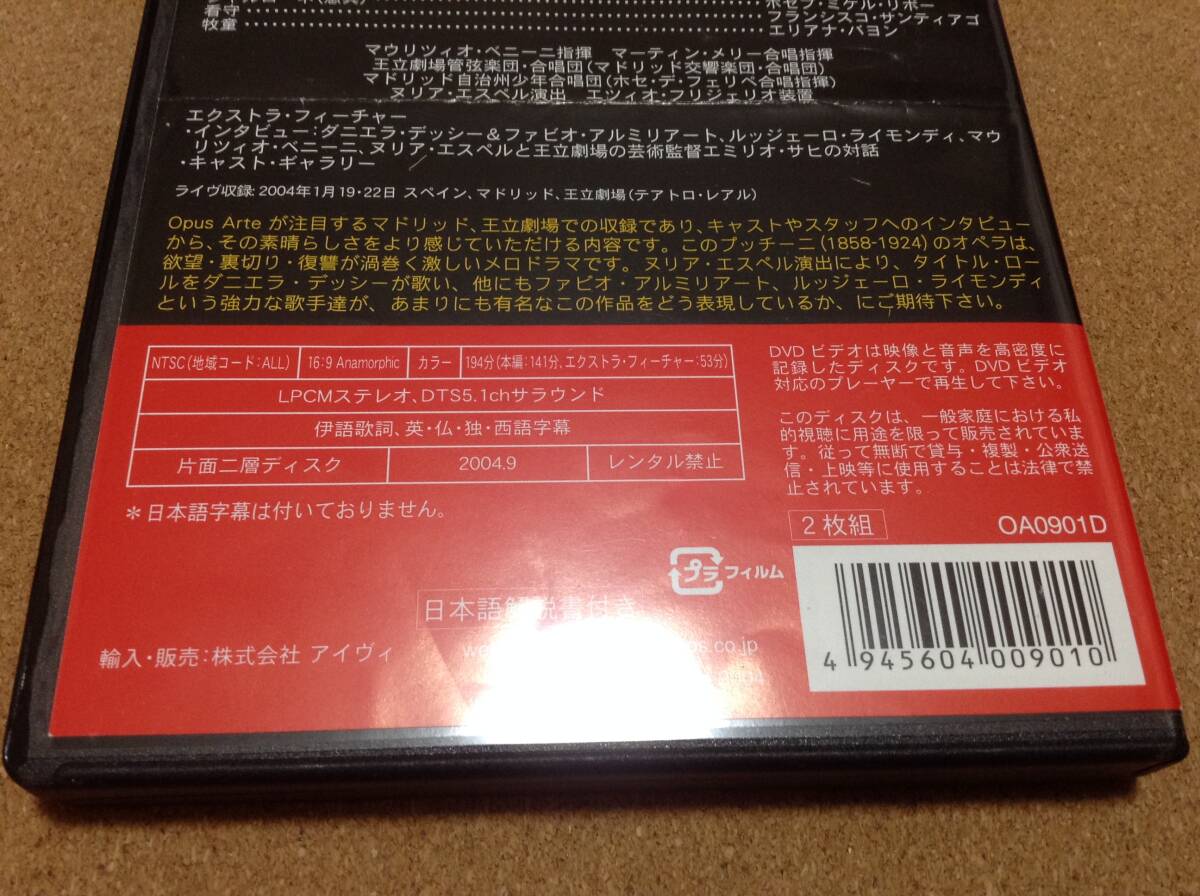 ホセプ・ミケル・リボー
看守 フランシスコ・サンティアゴ
牧童 エリアナ・バヨン
マウリツィオ・ベニーニ指揮 マーティン・メリー合唱指揮
王立劇場管弦楽団・合唱団(マドリッド交響楽団・合唱団)
マドリッド自治州少年合唱団(ホセ・デ・フェリペ合唱指揮)
ヌリア・エスペル演出 エツィオ・フリジェリオ装置
エクストラ・フィーチャー
・インタビュー:ダニエラ・デッシー&ファビオ・アルミリアート、ルッジェーロ・ライモンディ、マウ
リツィオ・ベニーニ、ヌリア・エスペルと王立劇場の芸術監督エミリオ・サヒの対話
・キャスト・ギャラリー
ライヴ収録:2004年1月19・22日 スペイン、マドリッド、王立劇場(テアトロ・レアル)
Opus Arte が注目するマドリッド、王立劇場での収録であり、キャストやスタッフへのインタビュー
から、その素晴らしさをより感じていただける内容です。このプッチーニ(1858-1924)のオペラは、
欲望・裏切り・復讐が渦巻く激しいメロドラマです。ヌリア・エスペル演出により、タイトル・ロー
ルをダニエラ・デッシーが歌い、他にもファビオ・アルミリアート、ルッジェーロ・ライモンディ
という強力な歌手達が、あまりにも有名なこの作品をどう表現しているか、にご期待下さい。
NTSC(地域コード:ALL) 16:9 Anamorphic カラー 194分(本編:141分、エクストラ・フィーチャー:53分)
LPCMステレオ、DTS5.1chサラウンド
伊語歌詞、英・仏・独・西語字幕
片面二層ディスク 2004.9 レンタル禁止
*日本語字幕は付いておりません。
DVD ビデオは映像と音声を高密度に
記録したディスクです。DVD ビデオ
対応のプレーヤーで再生して下さい。
このディスクは、一般家庭における私
的視聴に用途を限って販売されていま
す。従って無断で貸与・複製・公衆送
信・上映等に使用することは法律で禁
止されています。
2枚組 OA0901D
プラ フィルム
日本語解説書付き
輸入・販売:株式会社 アイヴィ
4 945604 009010